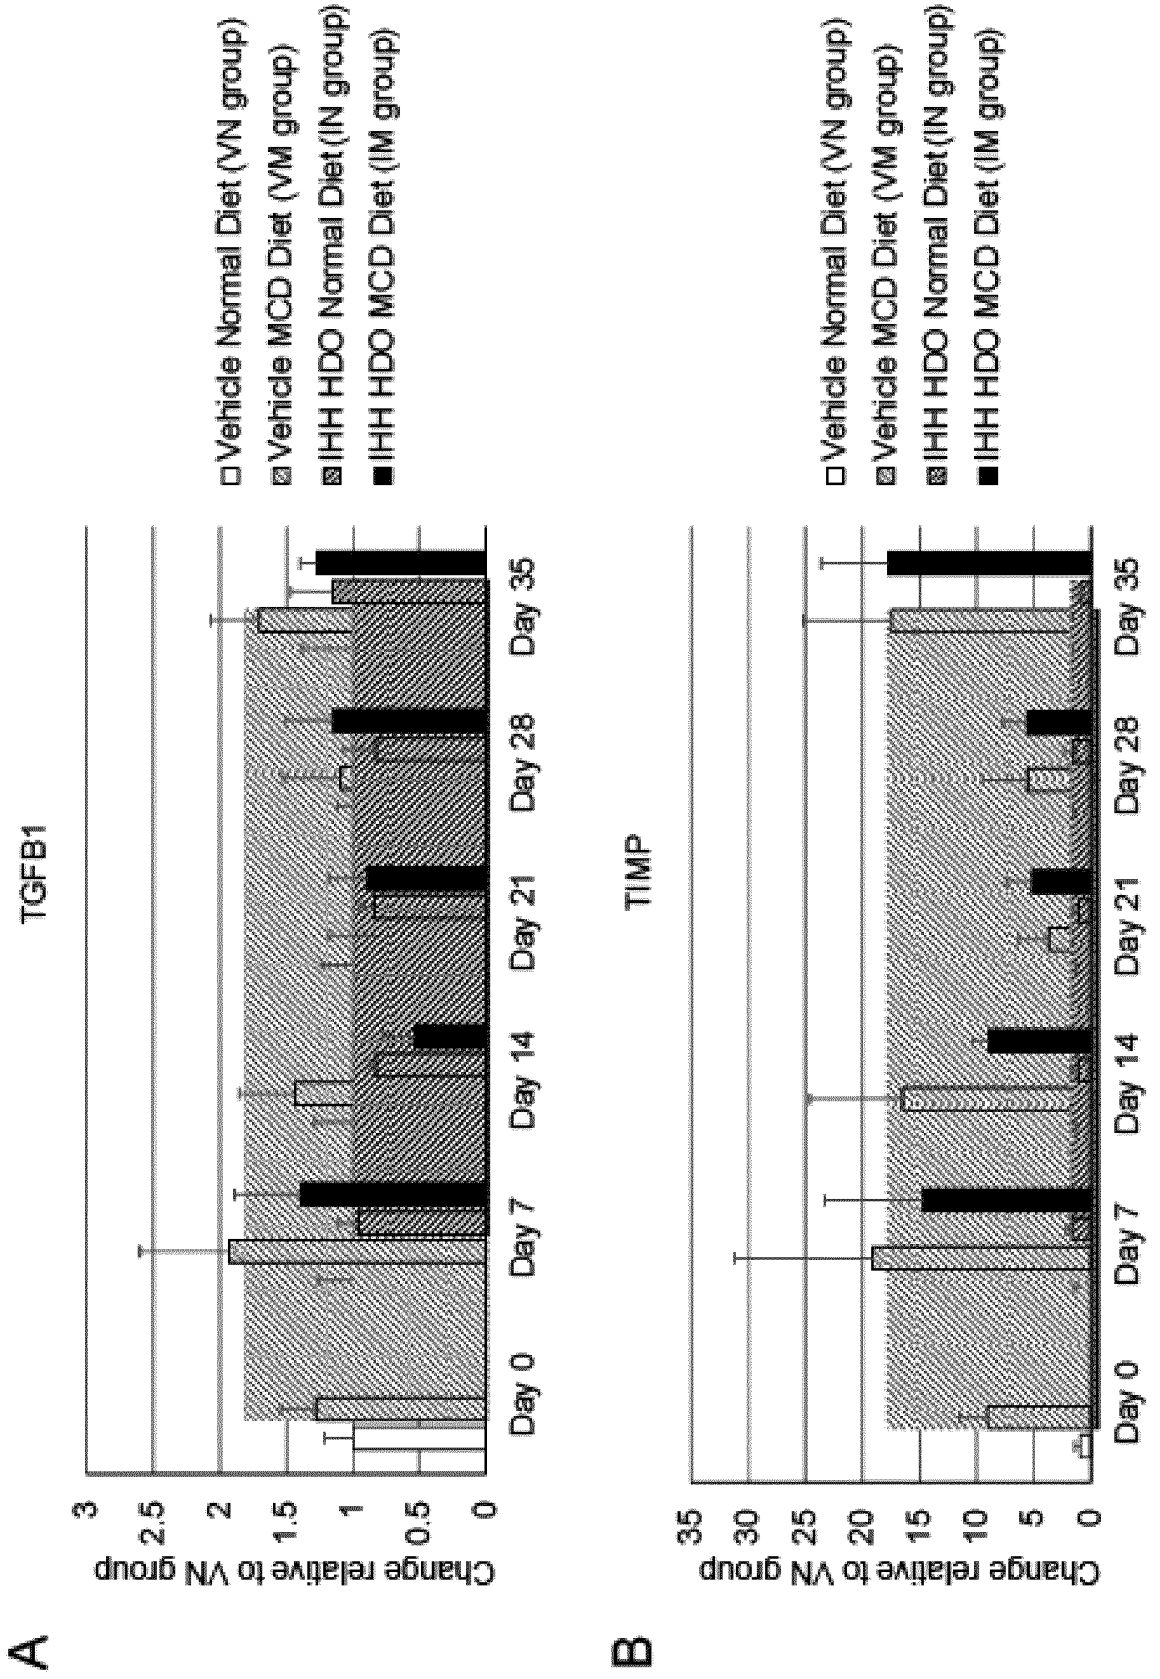 A
TGFB1
Change relative to VN group
3
2.5
2
1.5
1
0.5
0
Day 0
Day 7
Day 14
Day 21
Day 28
Day 35
Vehicle Normal Diet (VN group)
Vehicle MCD Diet (VM group)
IHH HDO Normal Diet (IN group)
IHH HDO MCD Diet (IM group)
B
TIMP
Change relative to VN group
35
30
25
20
15
10
5
0
Day 0
Day 7
Day 14
Day 21
Day 28
Day 35
Vehicle Normal Diet (VN group)
Vehicle MCD Diet (VM group)
IHH HDO Normal Diet(IN group)
IHH HDO MCD Diet (IM group)